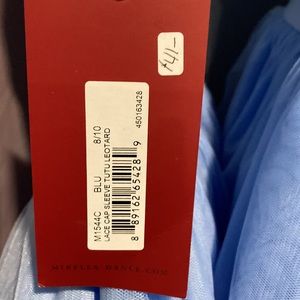 $41-
M1544C BLU 8/10
LACE CAP SLEEVE TUTU LEOTARD
450163428
8 89162 65428 9
MIRELLA-DANCE.COM